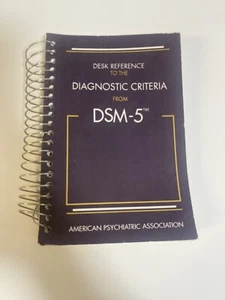 DESK REFERENCE
TO THE
DIAGNOSTIC CRITERIA
FROM
DSM-5™
AMERICAN PSYCHIATRIC ASSOCIATION